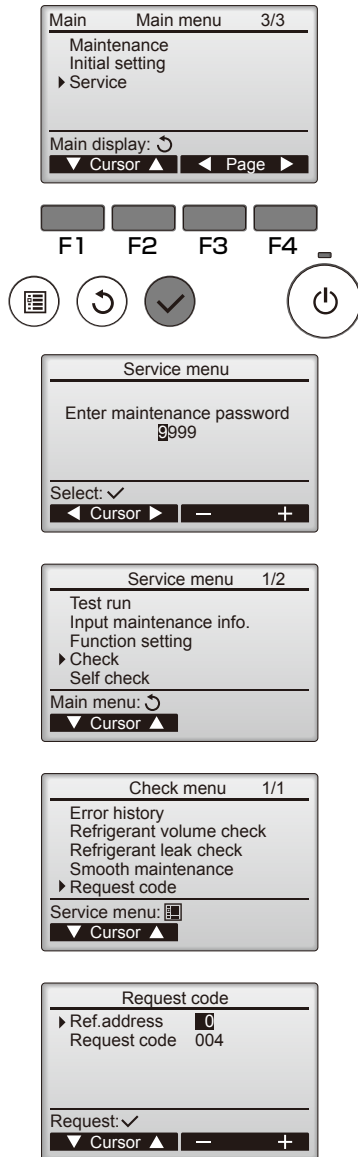 Main Main menu 3/3
Maintenance
Initial setting
Service
Main display:
Cursor Page
F1 F2 F3 F4
Service menu
Enter maintenance password
9999
Select:
Cursor − +
Service menu 1/2
Test run
Input maintenance info.
Function setting
Check
Self check
Main menu:
Cursor
Check menu 1/1
Error history
Refrigerant volume check
Refrigerant leak check
Smooth maintenance
Request code
Service menu:
Cursor
Request code
Ref.address 0
Request code 004
Request:
Cursor − +